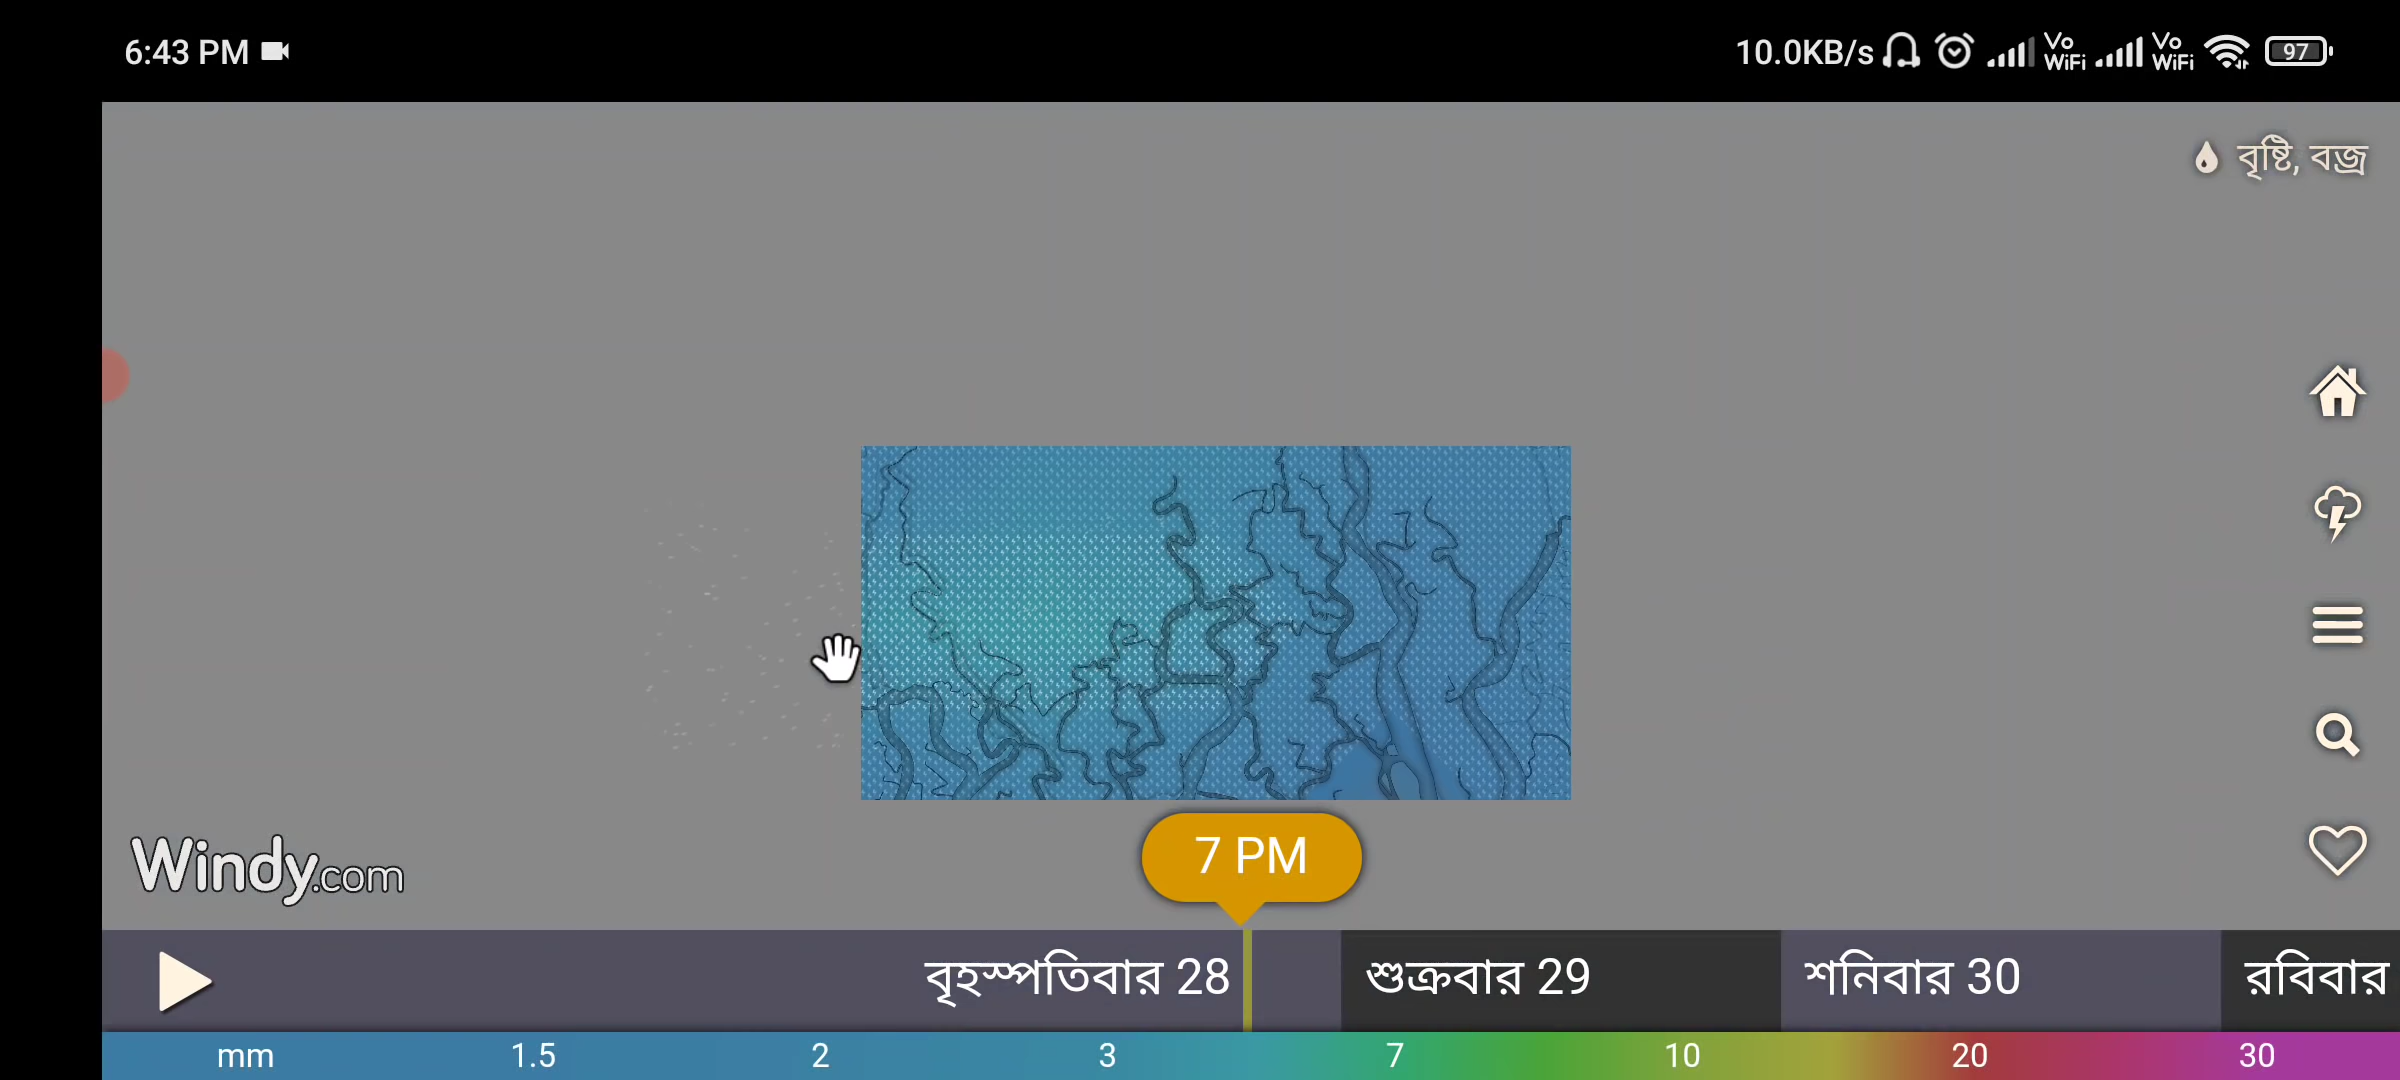 6:43 PM
10.0KB/s Vo WiFi Vo WiFi 97
বৃষ্টি, বজ্র
Windy.com
7 PM
বৃহস্পতিবার 28 শুক্রবার 29 শনিবার 30 রবিবার
mm 1.5 2 3 7 10 20 30